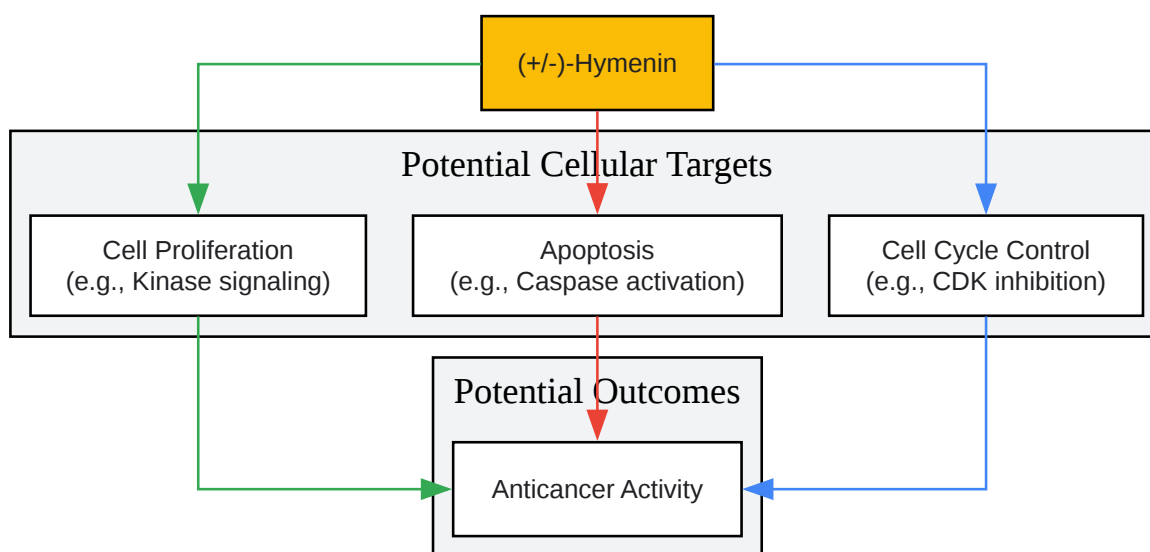 (+/-)-Hymenin
Potential Cellular Targets
Cell Proliferation
(e.g., Kinase signaling)
Apoptosis
(e.g., Caspase activation)
Cell Cycle Control
(e.g., CDK inhibition)
Potential Outcomes
Anticancer Activity